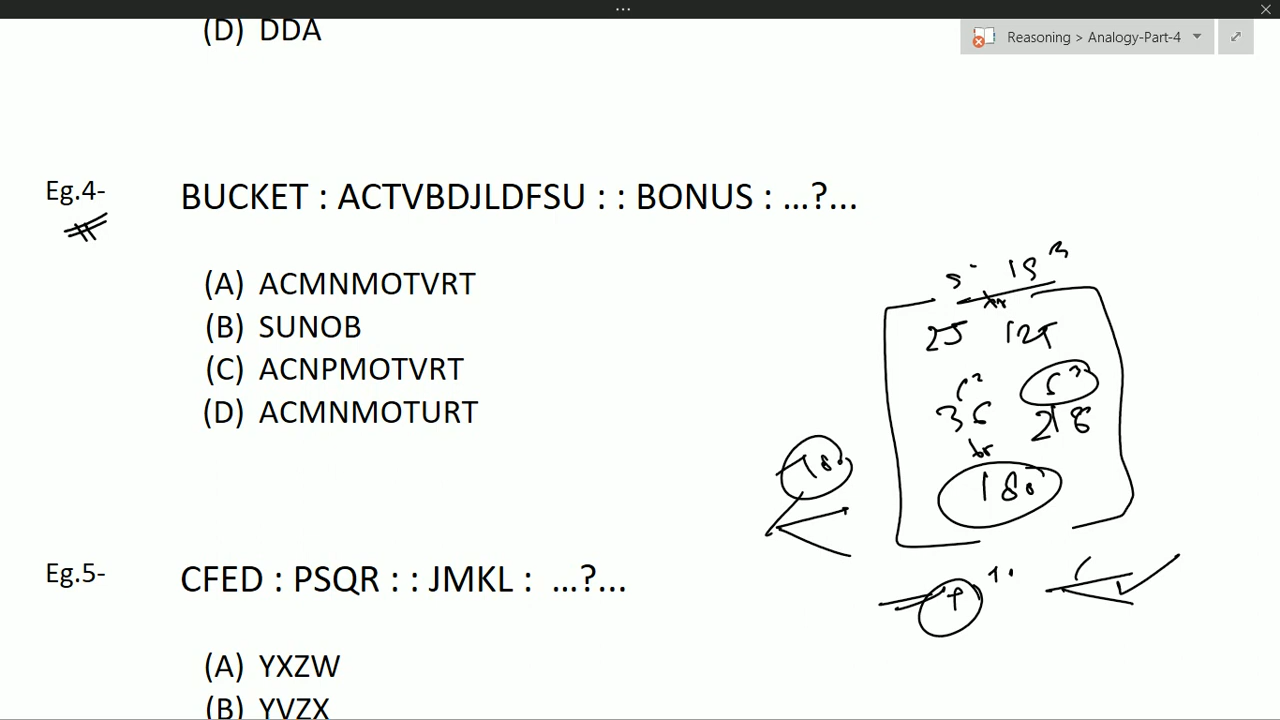 ...
(D) DDA
Reasoning > Analogy-Part-4
Eg.4-
BUCKET : ACTVBDJLDFSU : : BONUS : ...?...
(A) ACMNMOTVRT
(B) SUNOB
(C) ACNPMOTVRT
(D) ACMNMOTURT
25 125
36 216
180
Eg.5-
CFED : PSQR : : JMKL : ...?...
(A) YXZW
(B) YVZX